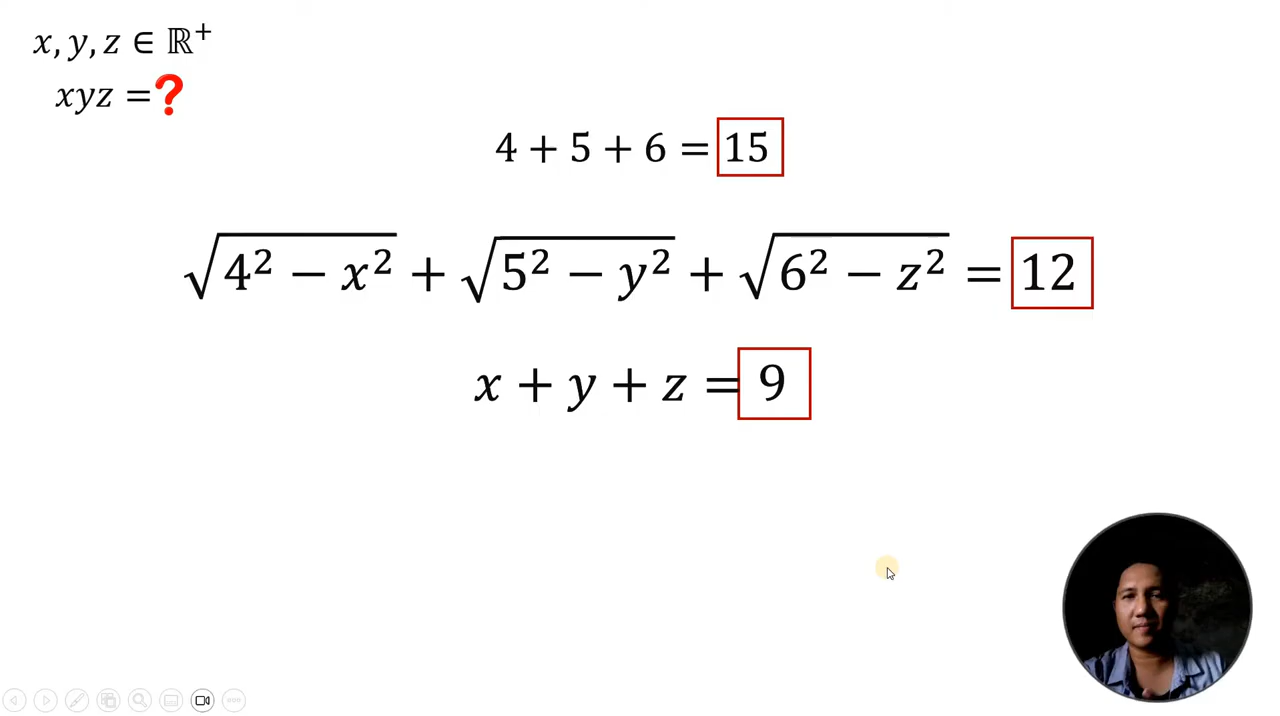 x, y, z ∈ ℝ⁺
xyz =❓
4 + 5 + 6 = 15
√(4² − x²) + √(5² − y²) + √(6² − z²) = 12
x + y + z = 9